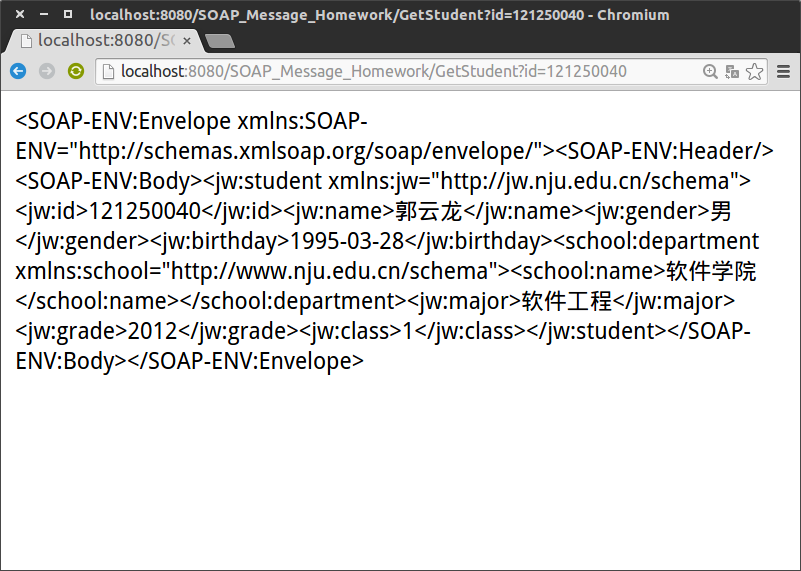 localhost:8080/SOAP_Message_Homework/GetStudent?id=121250040 - Chromium
localhost:8080/SO
localhost:8080/SOAP_Message_Homework/GetStudent?id=121250040
<SOAP-ENV:Envelope xmlns:SOAP-
ENV="http://schemas.xmlsoap.org/soap/envelope/"><SOAP-ENV:Header/>
<SOAP-ENV:Body><jw:student xmlns:jw="http://jw.nju.edu.cn/schema">
<jw:id>121250040</jw:id><jw:name>郭云龙</jw:name><jw:gender>男
</jw:gender><jw:birthday>1995-03-28</jw:birthday><school:department
xmlns:school="http://www.nju.edu.cn/schema"><school:name>软件学院
</school:name></school:department><jw:major>软件工程</jw:major>
<jw:grade>2012</jw:grade><jw:class>1</jw:class></jw:student></SOAP-
ENV:Body></SOAP-ENV:Envelope>